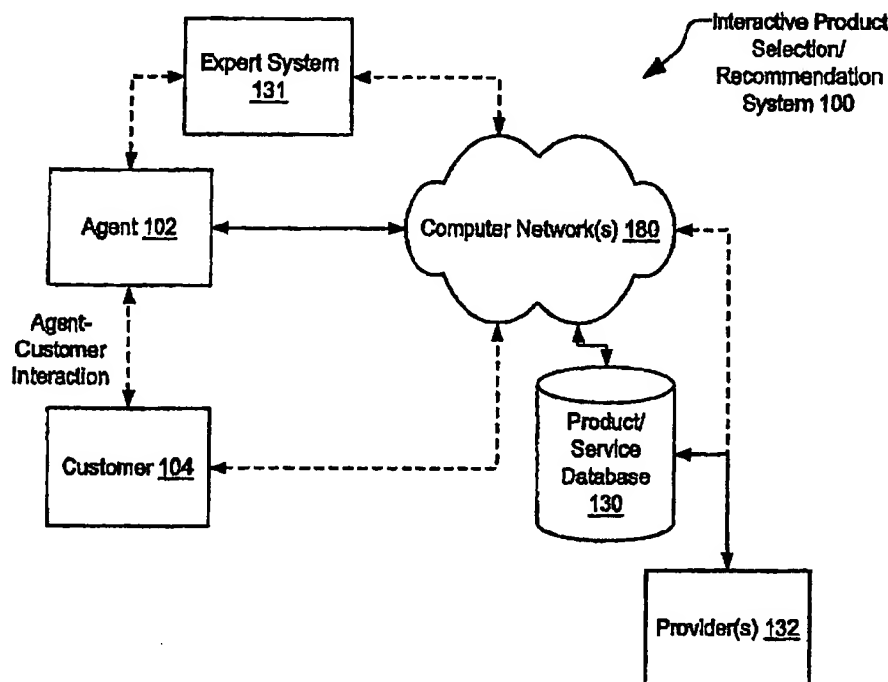 Interactive Product
Selection/
Recommendation
System 100
Expert System
131
Agent 102
Computer Network(s) 180
Agent-
Customer
Interaction
Customer 104
Product/
Service
Database
130
Provider(s) 132